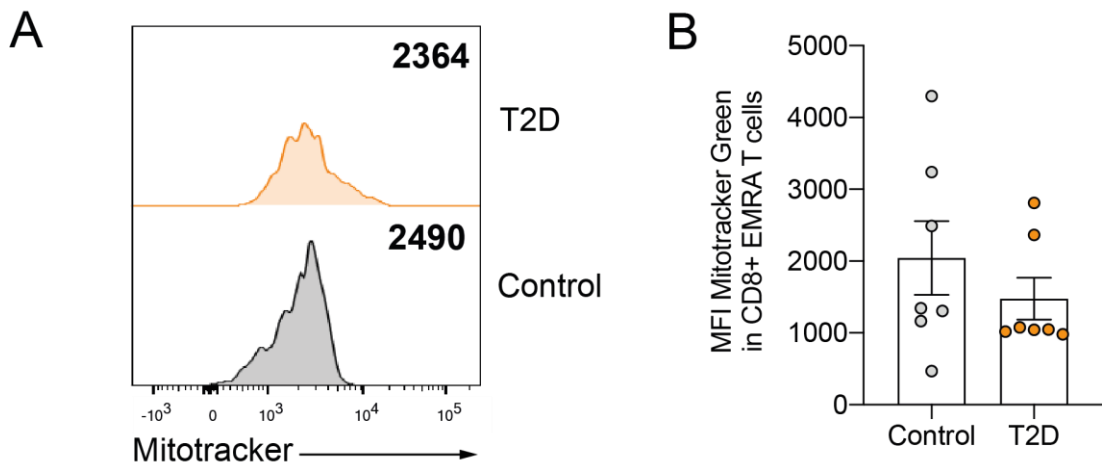 A
2364
T2D
2490
Control
-10³ 0 10³ 10⁴ 10⁵
Mitotracker
B
MFI Mitotracker Green
in CD8+ EMRA T cells
5000
4000
3000
2000
1000
0
Control T2D